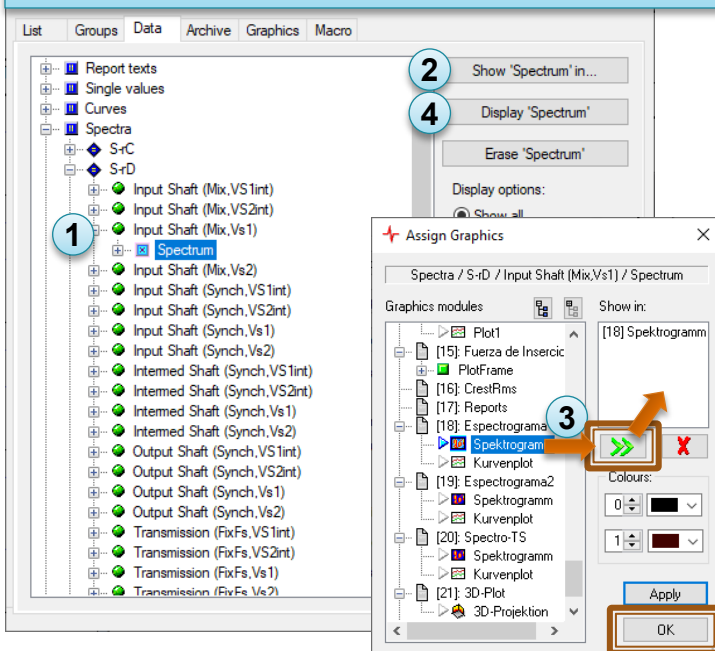 List Groups Data Archive Graphics Macro
Report texts
Single values
Curves
Spectra
S-rC
S-rD
Input Shaft (Mix,VS1int)
Input Shaft (Mix,VS2int)
Input Shaft (Mix,Vs1)
1
Spectrum
Input Shaft (Mix,Vs2)
Input Shaft (Synch,VS1int)
Input Shaft (Synch,VS2int)
Input Shaft (Synch,Vs1)
Input Shaft (Synch,Vs2)
Intermed Shaft (Synch,VS1int)
Intermed Shaft (Synch,VS2int)
Intermed Shaft (Synch,Vs1)
Intermed Shaft (Synch,Vs2)
Output Shaft (Synch,VS1int)
Output Shaft (Synch,VS2int)
Output Shaft (Synch,Vs1)
Output Shaft (Synch,Vs2)
Transmission (FixFs,VS1int)
Transmission (FixFs,VS2int)
Transmission (FixFs,Vs1)
Transmission (FixFs,Vs2)
2 Show 'Spectrum' in...
4 Display 'Spectrum'
Erase 'Spectrum'
Display options:
Show all
Assign Graphics
Spectra / S-rD / Input Shaft (Mix,Vs1) / Spectrum
Graphics modules
Plot1
[15]: Fuerza de Insercic
PlotFrame
[16]: CrestRms
[17]: Reports
[18]: Espectrograma
Spektrogramm
Kurvenplot
[19]: Espectrograma2
Spektrogramm
Kurvenplot
[20]: Spectro-TS
Spektrogramm
Kurvenplot
[21]: 3D-Plot
3D-Projektion
3
Show in:
[18] Spektrogramm
Colours:
0
1
Apply
OK